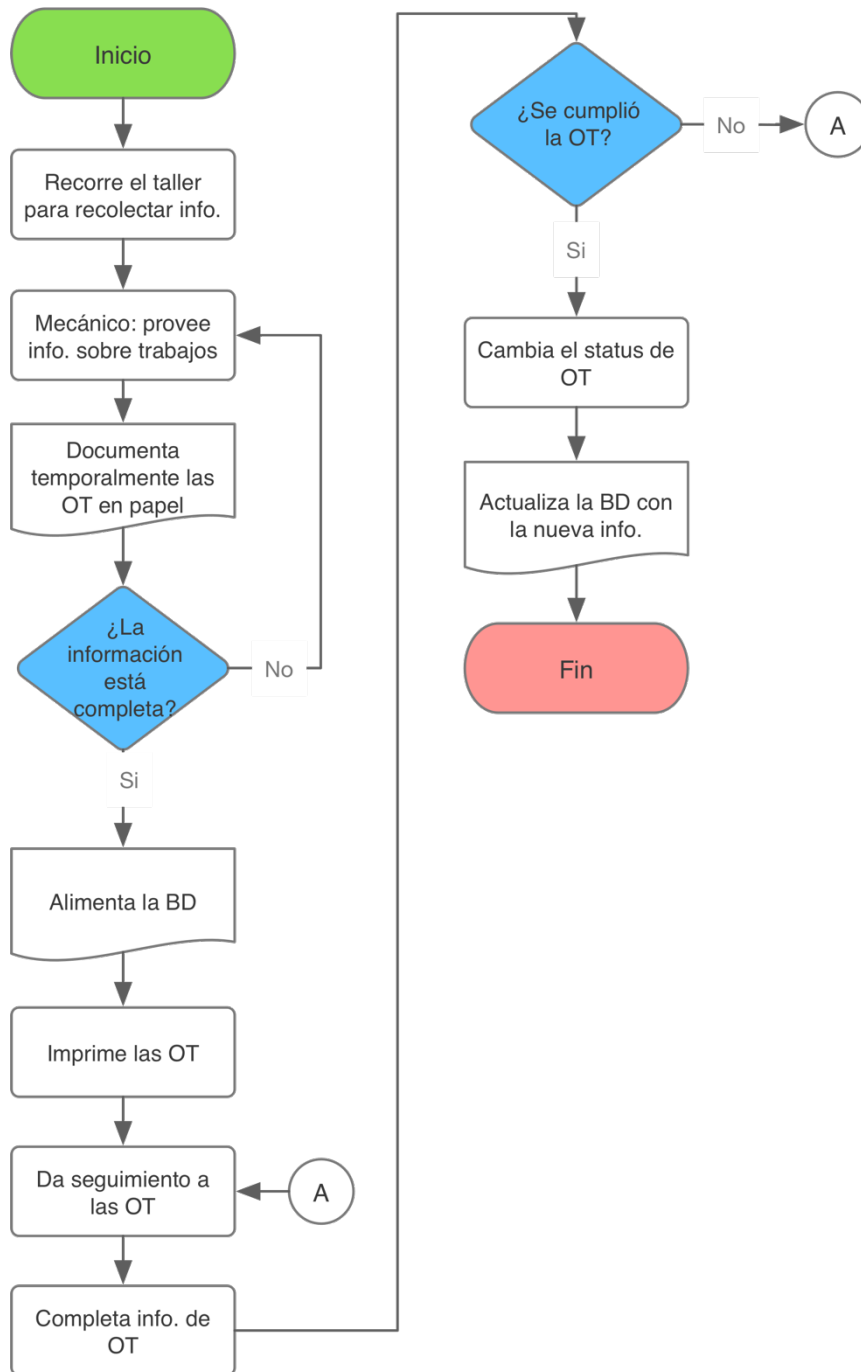 Inicio
Recorre el taller
para recolectar info.
Mecánico: provee
info. sobre trabajos
Documenta
temporalmente las
OT en papel
¿La
información
está
completa?
No
Si
Alimenta la BD
Imprime las OT
Da seguimiento a
las OT
A
Completa info. de
OT
¿Se cumplió
la OT?
No
A
Si
Cambia el status de
OT
Actualiza la BD con
la nueva info.
Fin